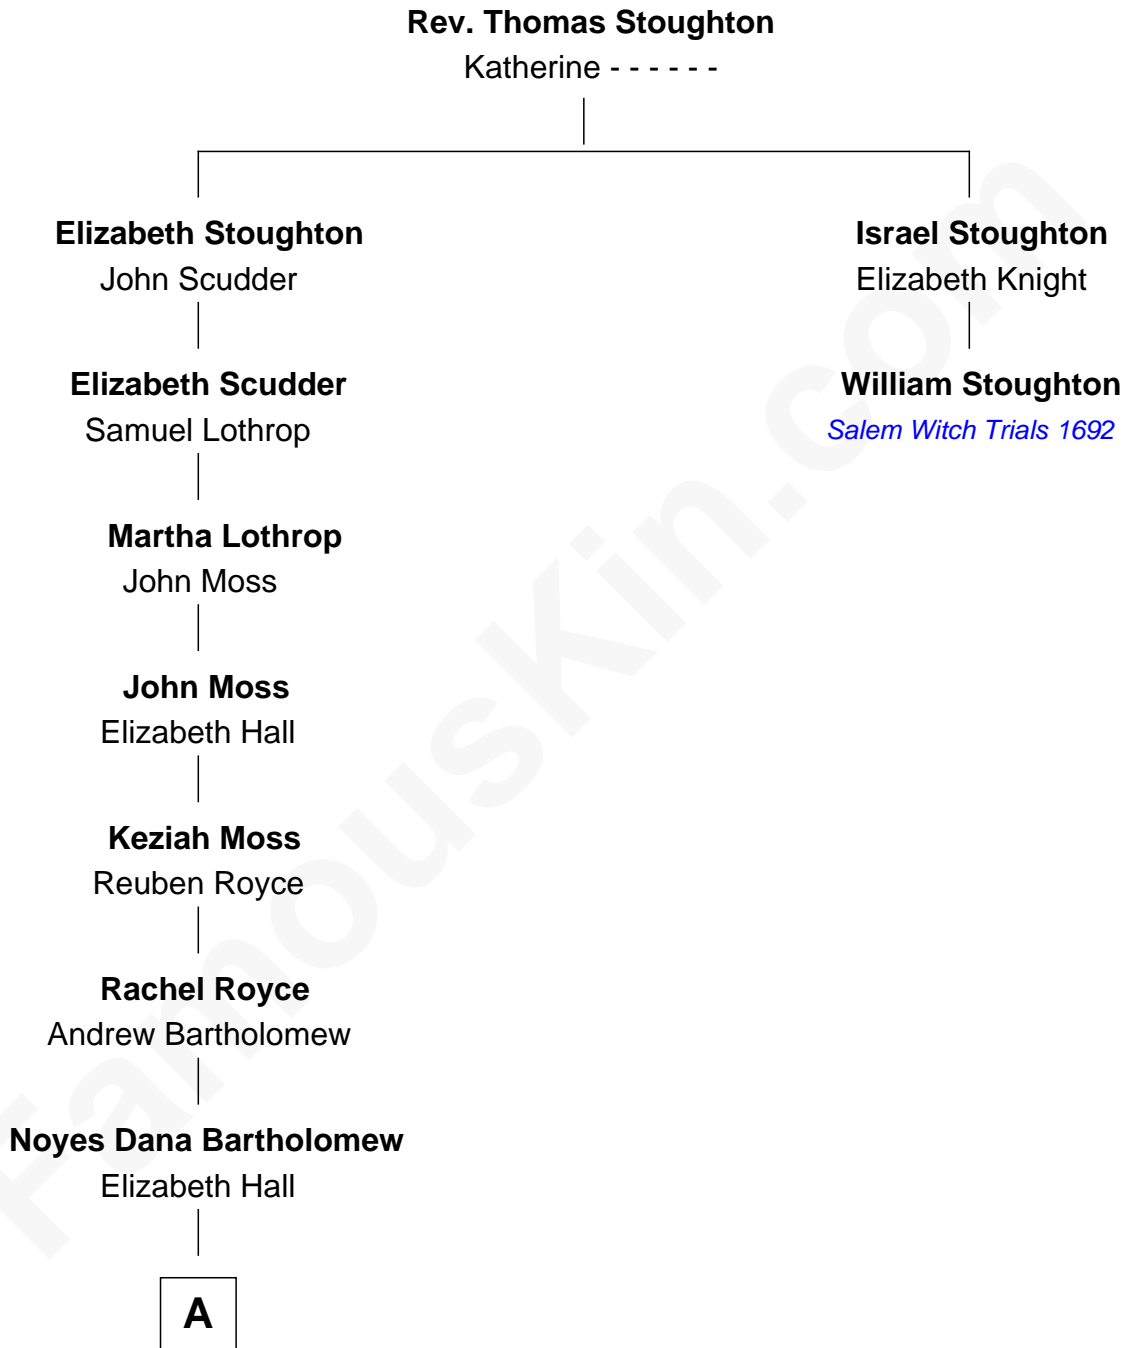 Rev. Thomas Stoughton
Katherine - - - - - -
Elizabeth Stoughton
John Scudder
Israel Stoughton
Elizabeth Knight
Elizabeth Scudder
Samuel Lothrop
William Stoughton
Salem Witch Trials 1692
Martha Lothrop
John Moss
John Moss
Elizabeth Hall
Keziah Moss
Reuben Royce
Rachel Royce
Andrew Bartholomew
Noyes Dana Bartholomew
Elizabeth Hall
A
FamousKin.com